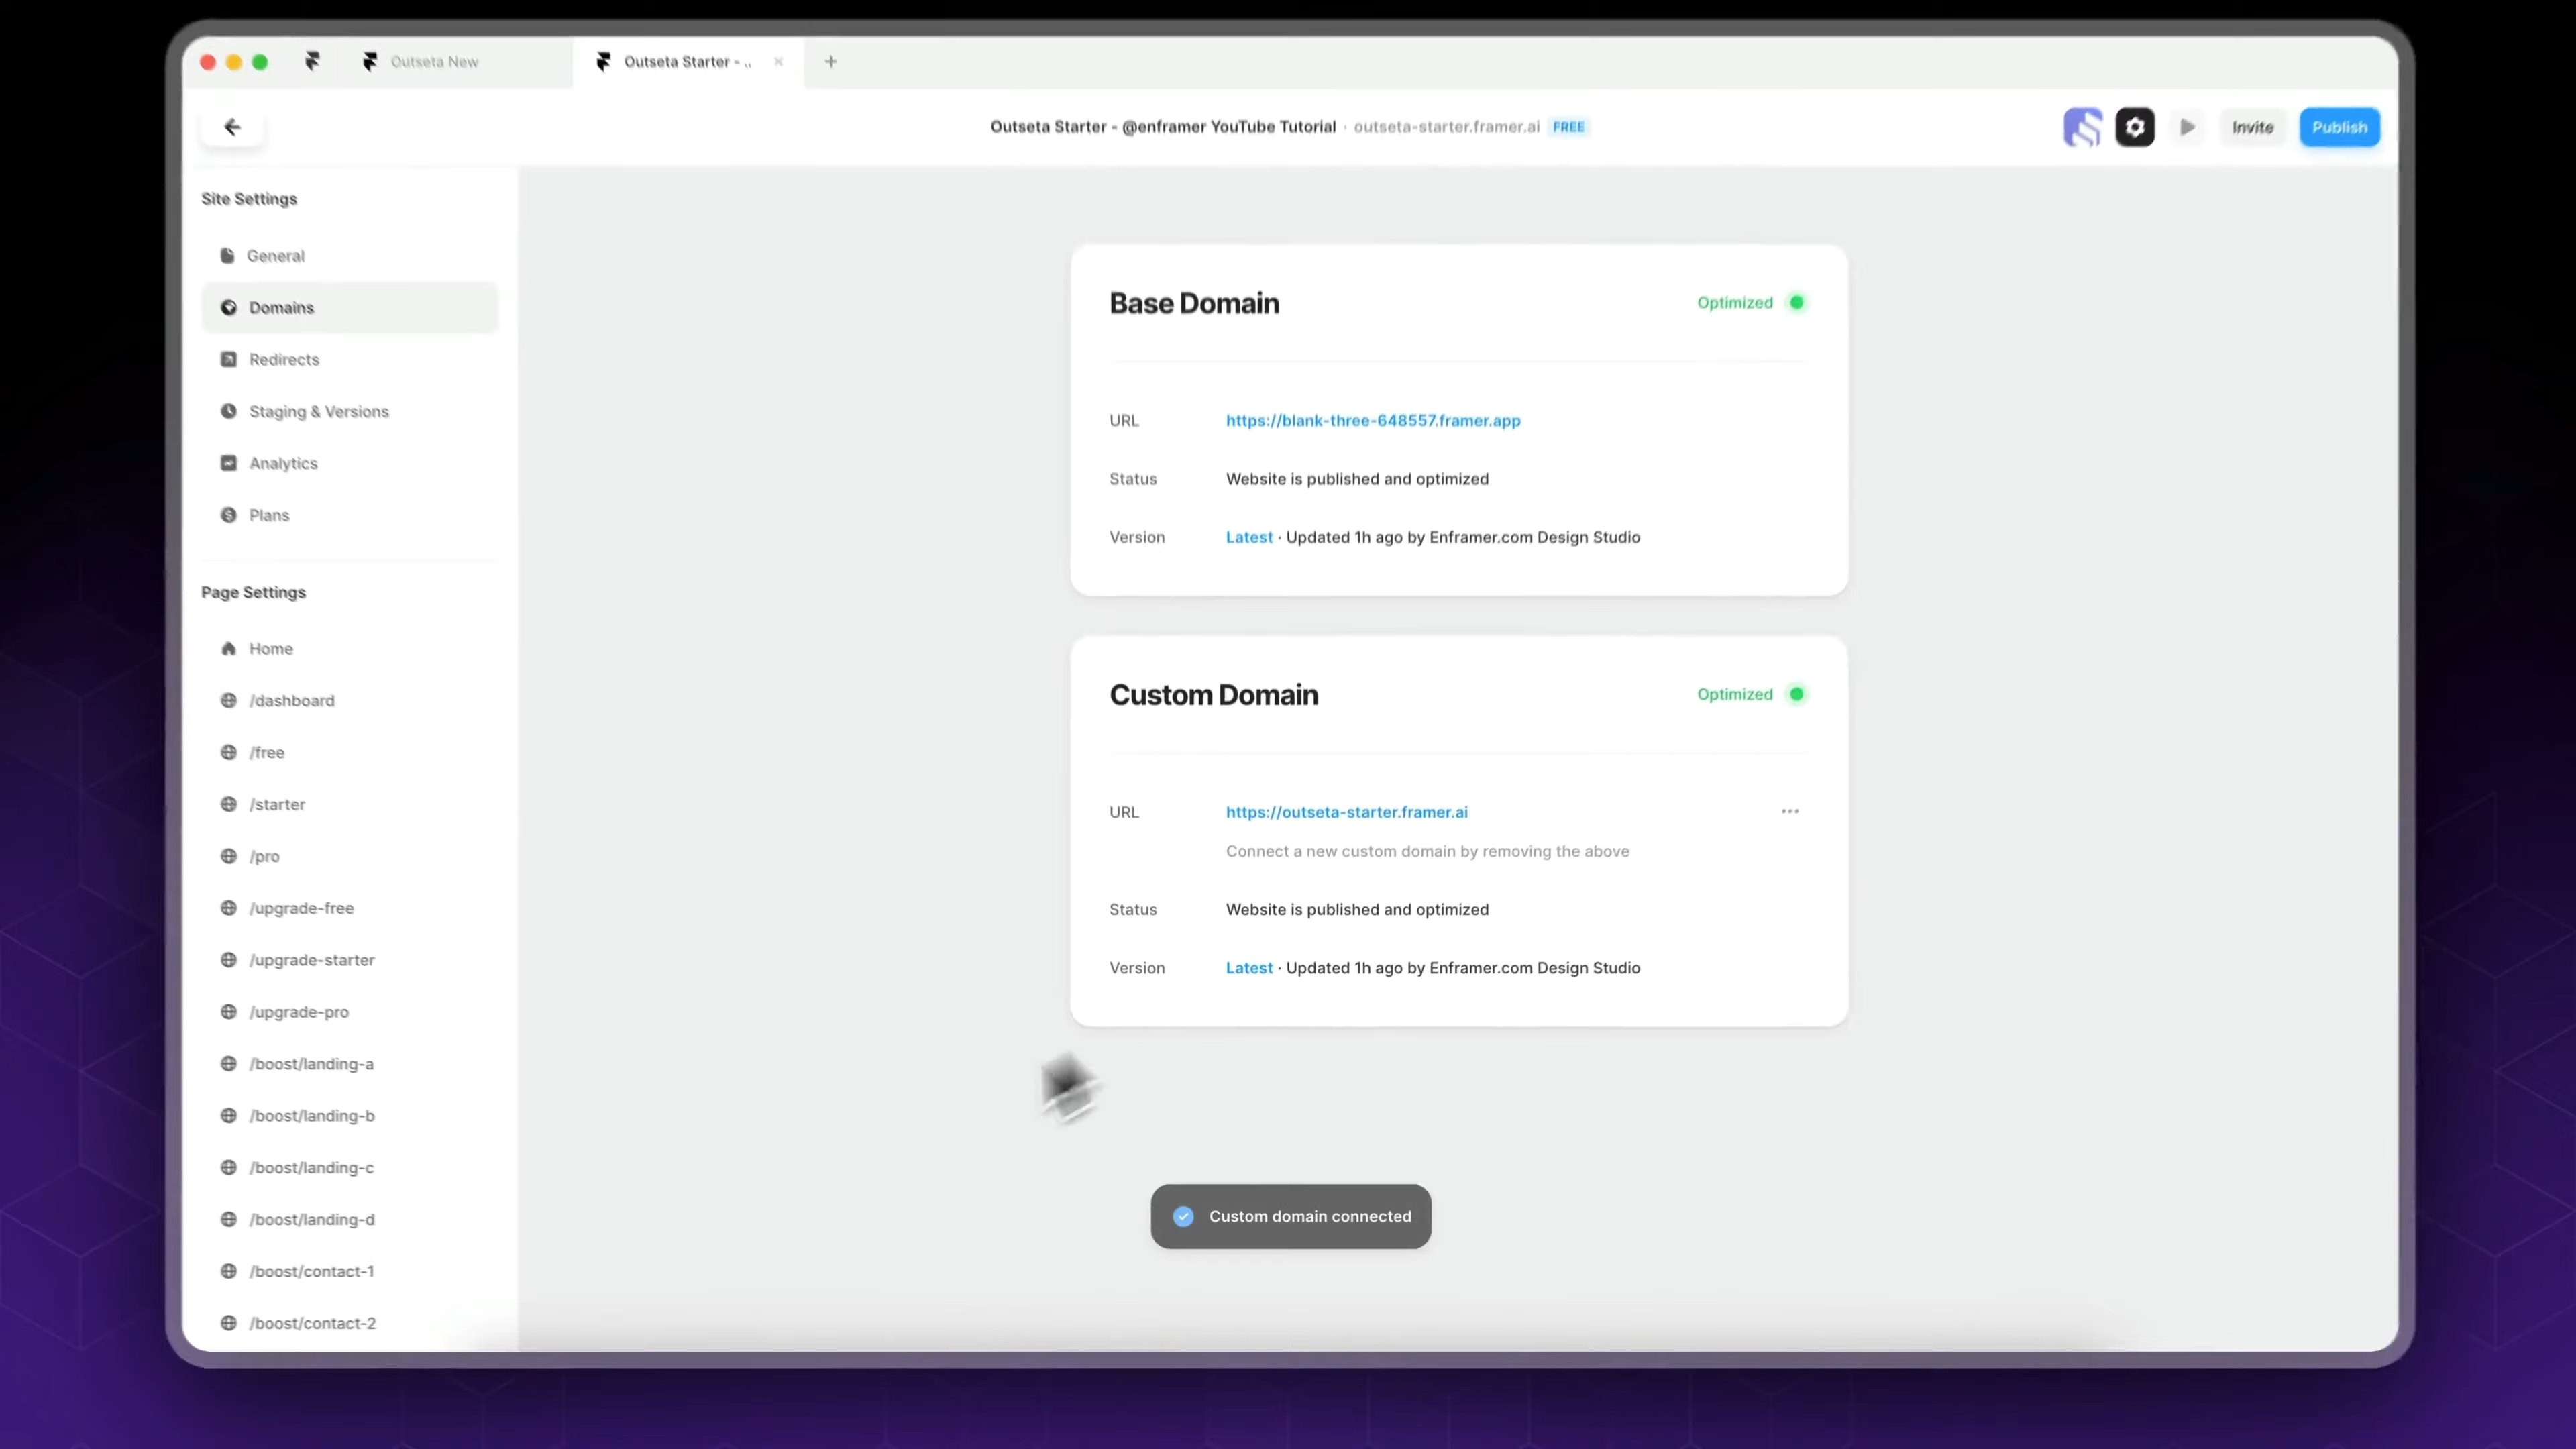 Outseta New
Outseta Starter - ..
Outseta Starter - @enframer YouTube Tutorial · outseta-starter.framer.ai FREE
Invite
Publish
Site Settings
General
Domains
Redirects
Staging & Versions
Analytics
Plans
Page Settings
Home
/dashboard
/free
/starter
/pro
/upgrade-free
/upgrade-starter
/upgrade-pro
/boost/landing-a
/boost/landing-b
/boost/landing-c
/boost/landing-d
/boost/contact-1
/boost/contact-2
Base Domain
Optimized
URL https://blank-three-648557.framer.app
Status Website is published and optimized
Version Latest · Updated 1h ago by Enframer.com Design Studio
Custom Domain
Optimized
URL https://outseta-starter.framer.ai
Connect a new custom domain by removing the above
Status Website is published and optimized
Version Latest · Updated 1h ago by Enframer.com Design Studio
Custom domain connected